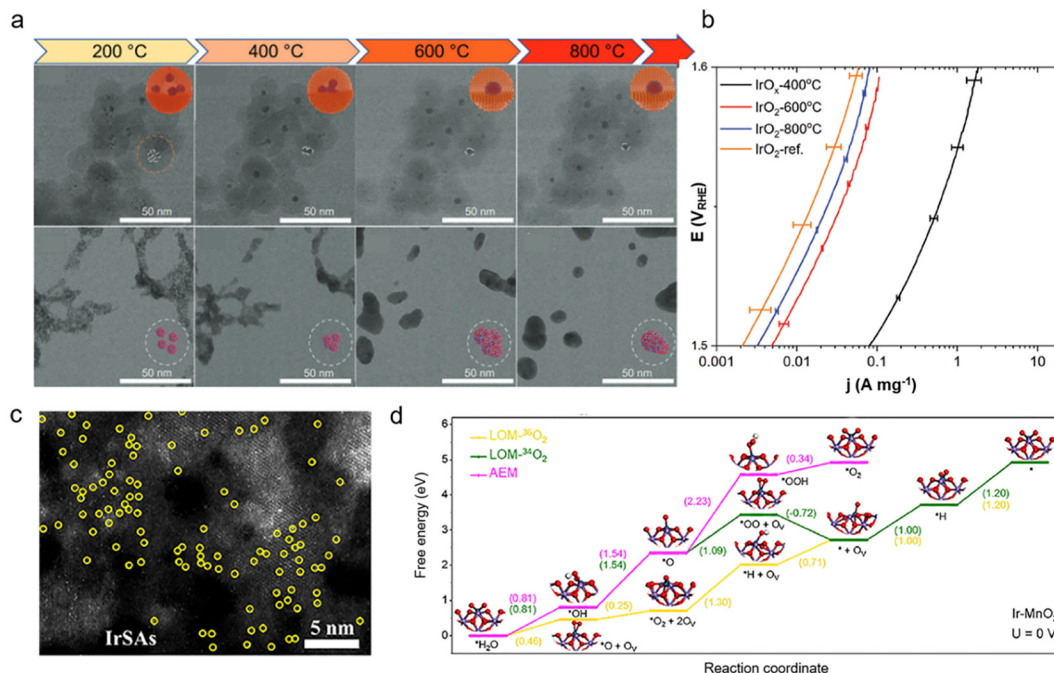 a
200 °C
400 °C
600 °C
800 °C
50 nm
50 nm
50 nm
50 nm
50 nm
50 nm
50 nm
50 nm
b
1.6
1.5
E (V_RHE)
IrOₓ-400°C
IrO₂-600°C
IrO₂-800°C
IrO₂-ref.
0.001
0.01
0.1
1
10
j (A mg⁻¹)
c
IrSAs
5 nm
d
Free energy (eV)
6
5
4
3
2
1
0
LOM-³⁶O₂
LOM-³⁴O₂
AEM
*H₂O
(0.81)
(0.81)
(0.46)
*OH
*O + Oᵥ
(1.54)
(1.54)
(0.25)
*O
*O₂ + 2Oᵥ
(2.23)
(1.09)
(1.30)
*OOH
*OO + Oᵥ
*H + Oᵥ
(0.34)
(-0.72)
(0.71)
*O₂
* + Oᵥ
(1.00)
(1.00)
*H
(1.20)
(1.20)
*
Ir-MnO₂
U = 0 V
Reaction coordinate